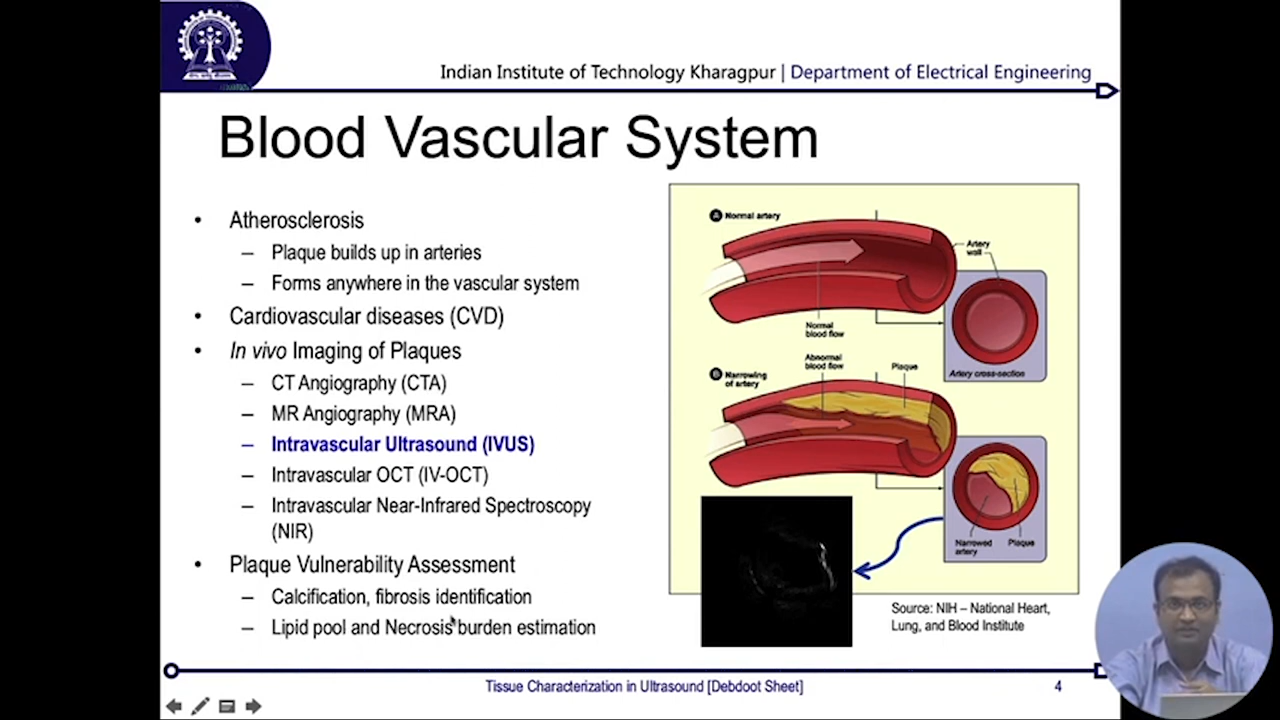 Indian Institute of Technology Kharagpur | Department of Electrical Engineering
Blood Vascular System
• Atherosclerosis
– Plaque builds up in arteries
– Forms anywhere in the vascular system
• Cardiovascular diseases (CVD)
• In vivo Imaging of Plaques
– CT Angiography (CTA)
– MR Angiography (MRA)
– Intravascular Ultrasound (IVUS)
– Intravascular OCT (IV-OCT)
– Intravascular Near-Infrared Spectroscopy
(NIR)
• Plaque Vulnerability Assessment
– Calcification, fibrosis identification
– Lipid pool and Necrosis burden estimation
A Normal artery
Artery
wall
Normal
blood flow
Artery cross-section
Abnormal
blood flow
Plaque
B Narrowing
of artery
Narrowed
artery
Plaque
Source: NIH – National Heart,
Lung, and Blood Institute
Tissue Characterization in Ultrasound [Debdoot Sheet]
4